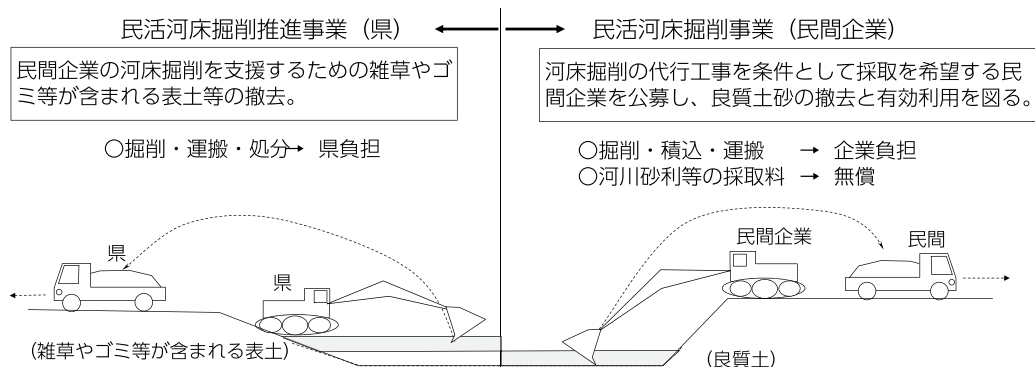 民活河床掘削推進事業（県）
民間企業の河床掘削を支援するための雑草やゴ
ミ等が含まれる表土等の撤去。
○掘削・運搬・処分→ 県負担
県
県
（雑草やゴミ等が含まれる表土）
民活河床掘削事業（民間企業）
河床掘削の代行工事を条件として採取を希望する民
間企業を公募し、良質土砂の撤去と有効利用を図る。
○掘削・積込・運搬 → 企業負担
○河川砂利等の採取料 → 無償
民間企業
民間
（良質土）